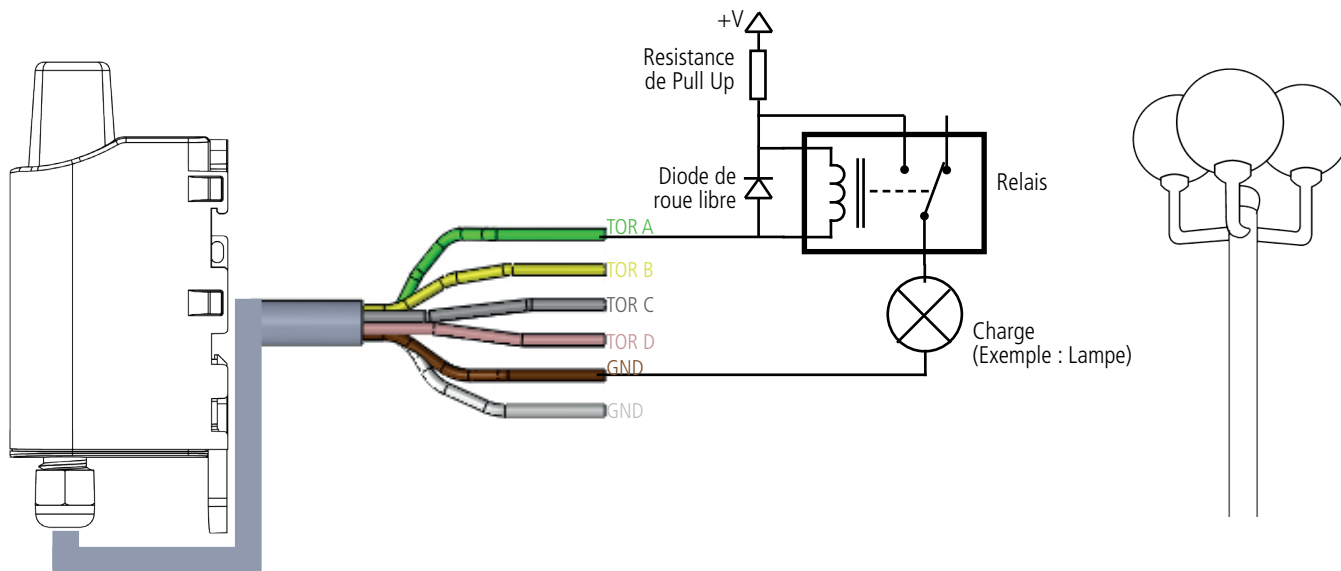 +V
Resistance
de Pull Up
Diode de
roue libre
Relais
TOR A
TOR B
TOR C
TOR D
GND
GND
Charge
(Exemple : Lampe)